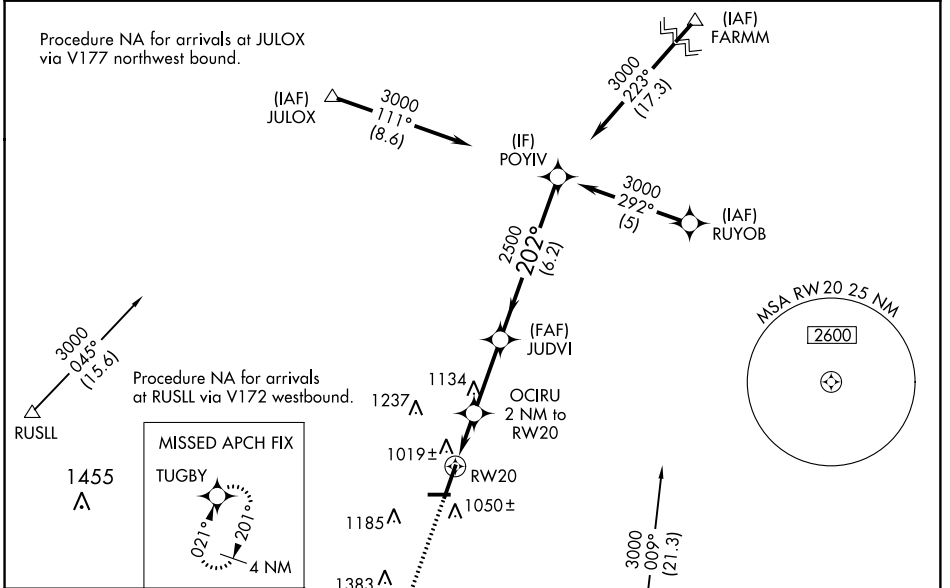 Procedure NA for arrivals at JULOX
via V177 northwest bound.
(IAF)
FARMM
3000
223°
(17.3)
(IAF)
JULOX
3000
111°
(8.6)
(IF)
POYIV
3000
292°
(5)
(IAF)
RUYOB
2500
202°
(6.2)
MSA RW 20 25 NM
2600
3000
045°
(15.6)
RUSLL
(FAF)
JUDVI
Procedure NA for arrivals
at RUSLL via V172 westbound.
1134
1237
OCIRU
2 NM to
RW20
1019±
RW20
1050±
1455
MISSED APCH FIX
TUGBY
021°
201°
4 NM
1185
1383
3000
009°
(21.3)